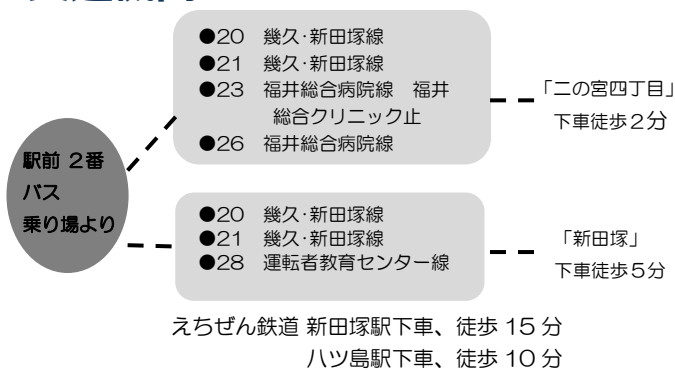 ●20 幾久・新田塚線
●21 幾久・新田塚線
●23 福井総合病院線 福井
総合クリニック止
●26 福井総合病院線
「二の宮四丁目」
下車徒歩2分
駅前 2番
バス
乗り場より
●20 幾久・新田塚線
●21 幾久・新田塚線
●28 運転者教育センター線
「新田塚」
下車徒歩5分
えちぜん鉄道 新田塚駅下車、徒歩 15 分
八ツ島駅下車、徒歩 10 分